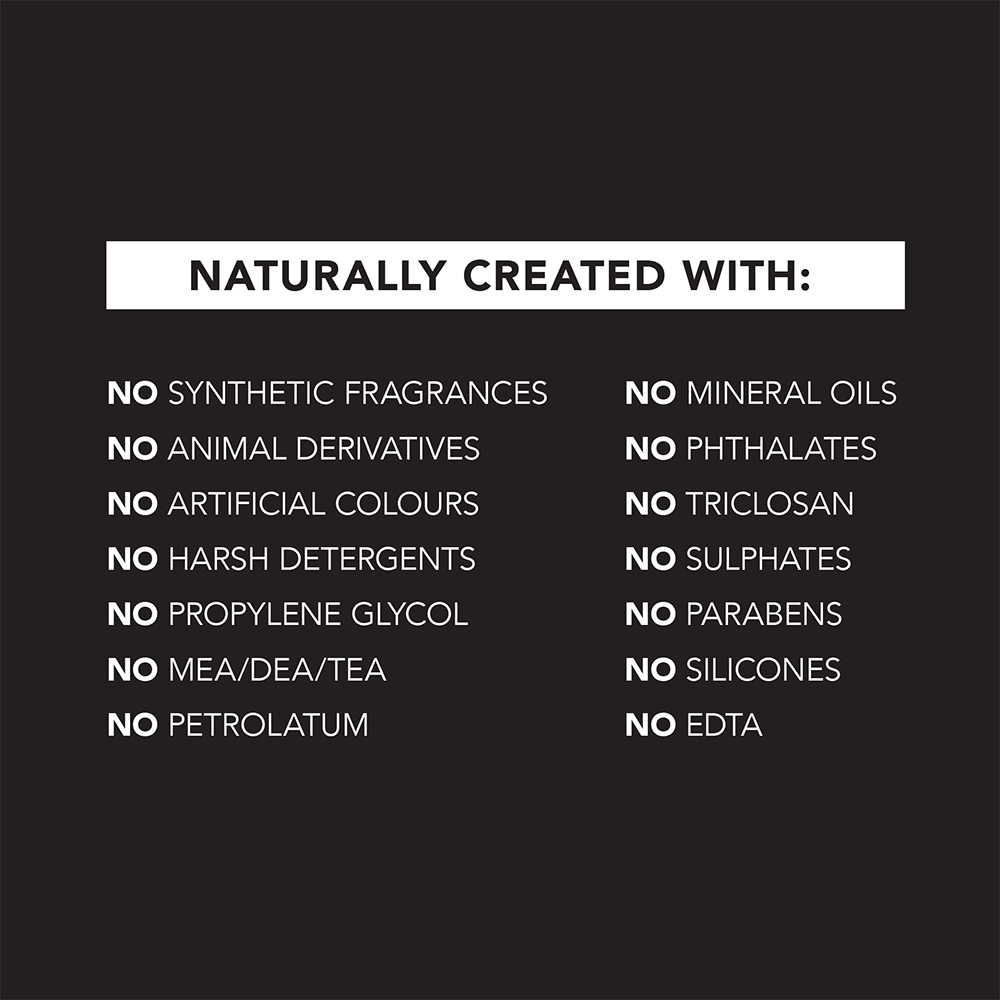 NATURALLY CREATED WITH:
NO SYNTHETIC FRAGRANCES
NO ANIMAL DERIVATIVES
NO ARTIFICIAL COLOURS
NO HARSH DETERGENTS
NO PROPYLENE GLYCOL
NO MEA/DEA/TEA
NO PETROLATUM
NO MINERAL OILS
NO PHTHALATES
NO TRICLOSAN
NO SULPHATES
NO PARABENS
NO SILICONES
NO EDTA